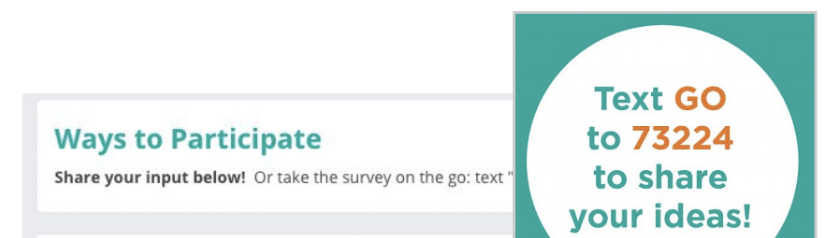 Ways to Participate
Share your input below! Or take the survey on the go: text "
Text GO
to 73224
to share
your ideas!